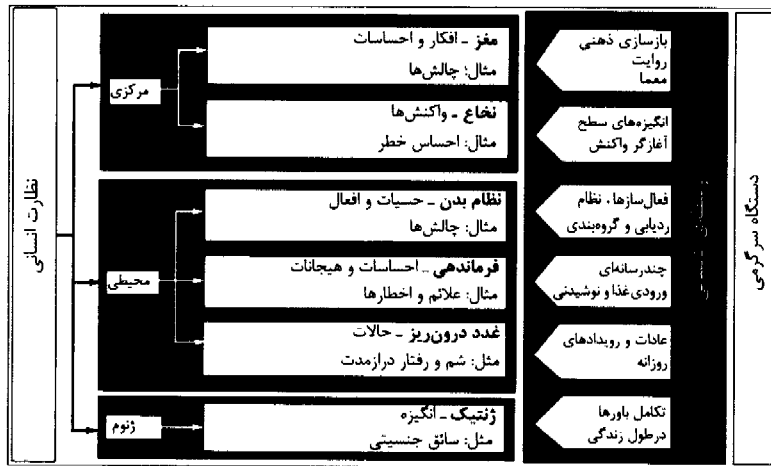 دستگاه سرگرمی
بازسازی ذهنی
روایت
معما
انگیزه‌های سطح
آغازگر واکنش
فعال‌سازها، نظام
ردیابی و گروه‌بندی
چندرسانه‌ای
ورودی غذا و نوشیدنی
عادات و رویدادهای
روزانه
تکامل باورها
درطول زندگی
مغز ـ افکار و احساسات
مثال؛ چالش‌ها
نخاع ـ واکنش‌ها
مثال: احساس خطر
مرکزی
نظام بدن ـ حسیات و افعال
مثال: چالش‌ها
فرماندهی ـ احساسات و هیجانات
مثال: علائم و اخطارها
غدد درون‌ریز ـ حالات
مثل: شم و رفتار درازمدت
محیطی
ژنتیک ـ انگیزه
مثل: سائق جنسیتی
ژنوم
نظارت انسانی